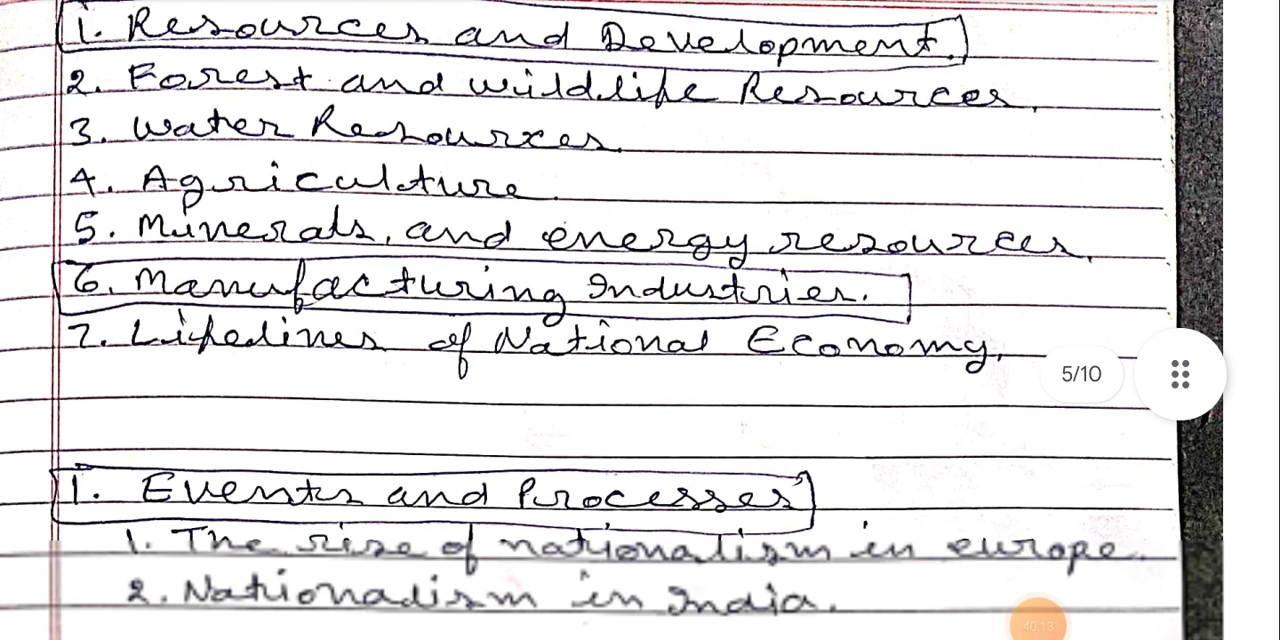 1. Resources and Development.
2. Forest and wildlife Resources.
3. Water Resources.
4. Agriculture
5. Minerals, and energy resources.
6. Manufacturing Industries.
7. Lifelines of National Economy.
5/10
1. Events and Processes
1. The rise of nationalism in europe.
2. Nationalism in India.
40:13